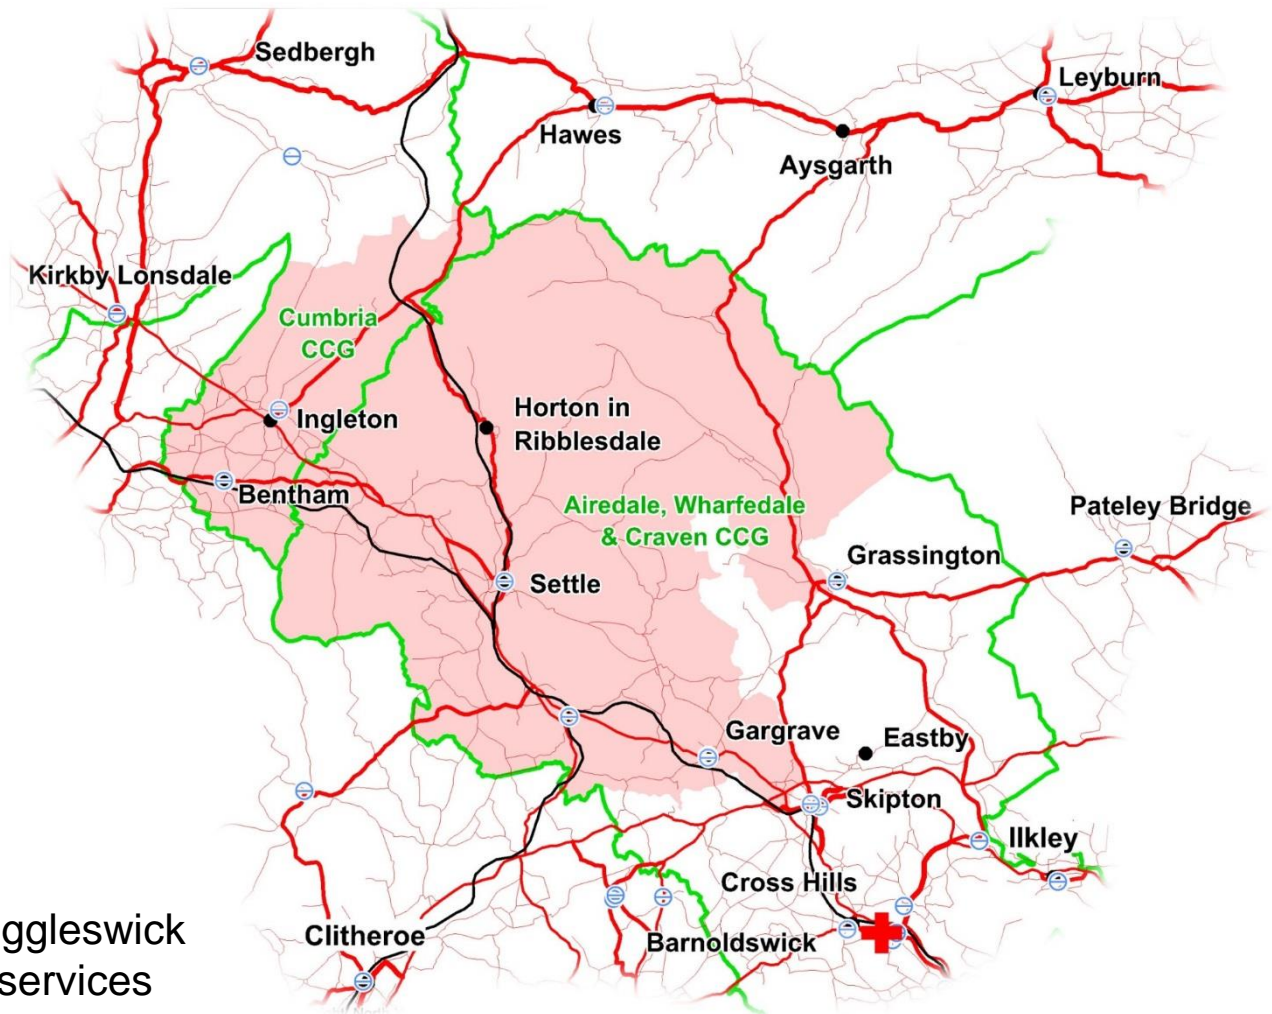 Sedbergh
Leyburn
Hawes
Aysgarth
Kirkby Lonsdale
Cumbria
CCG
Ingleton
Horton in
Ribblesdale
Bentham
Airedale, Wharfedale
& Craven CCG
Pateley Bridge
Grassington
Settle
Gargrave
Eastby
Skipton
Ilkley
Cross Hills
Barnoldswick
Clitheroe
ggleswick
services